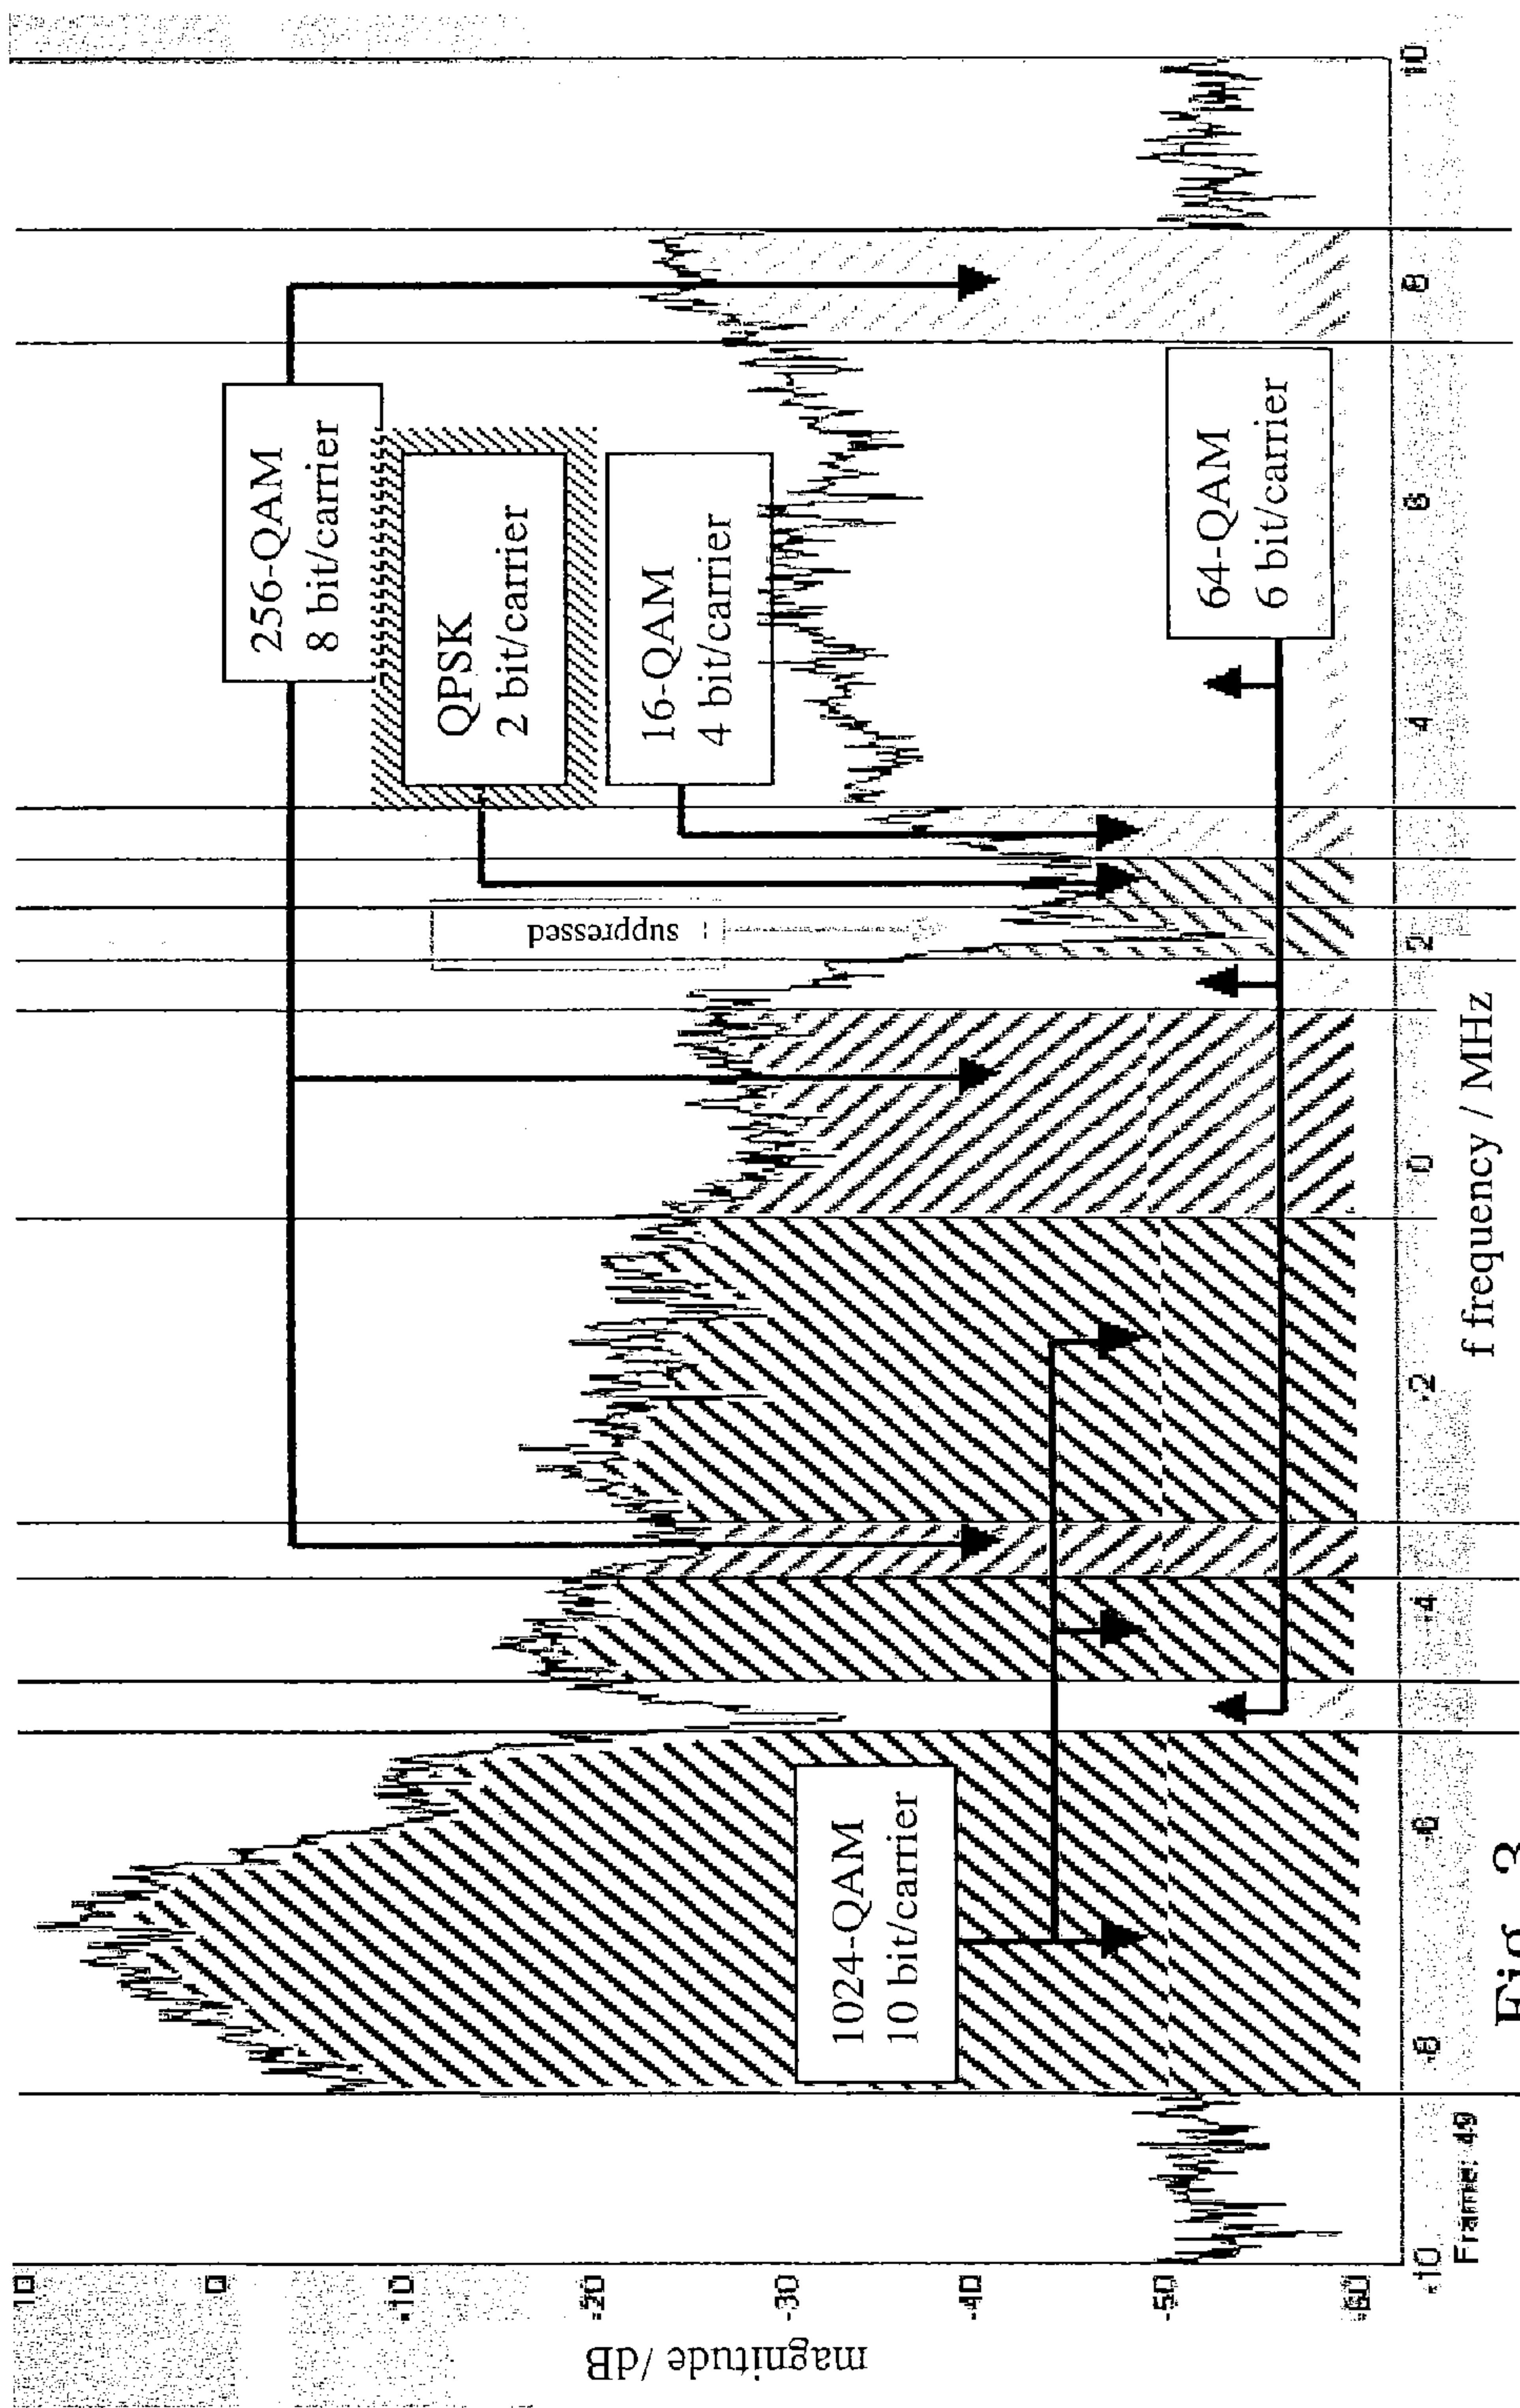 256-QAM
8 bit/carrier
QPSK
2 bit/carrier
16-QAM
4 bit/carrier
suppressed
64-QAM
6 bit/carrier
1024-QAM
10 bit/carrier
magnitude / dB
10
0
-10
-20
-30
-40
-50
-60
-10
-8
-6
-4
-2
0
2
4
6
8
10
Frame: 49
f frequency / MHz
Fig. 3